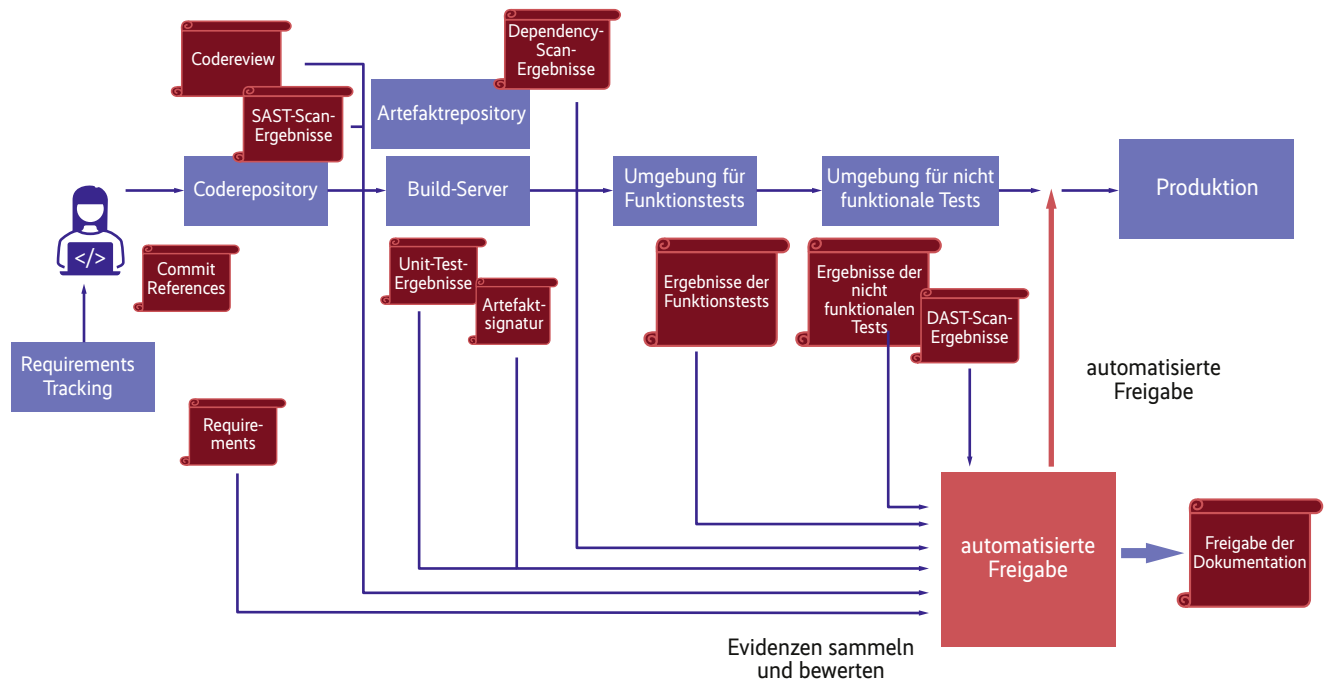 Codereview
SAST-Scan-
Ergebnisse
Artefaktrepository
Dependency-
Scan-
Ergebnisse
Coderepository
Build-Server
Umgebung für
Funktionstests
Umgebung für nicht
funktionale Tests
Produktion
</>
Commit
References
Unit-Test-
Ergebnisse
Artefakt-
signatur
Ergebnisse der
Funktionstests
Ergebnisse der
nicht
funktionalen
Tests
DAST-Scan-
Ergebnisse
Requirements
Tracking
automatisierte
Freigabe
Require-
ments
automatisierte
Freigabe
Freigabe der
Dokumentation
Evidenzen sammeln
und bewerten